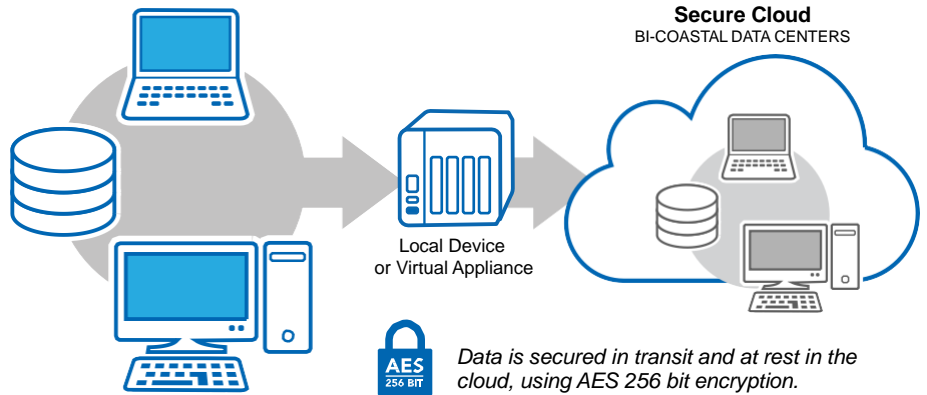 Secure Cloud
BI-COASTAL DATA CENTERS
Local Device
or Virtual Appliance
AES
256 BIT
Data is secured in transit and at rest in the
cloud, using AES 256 bit encryption.